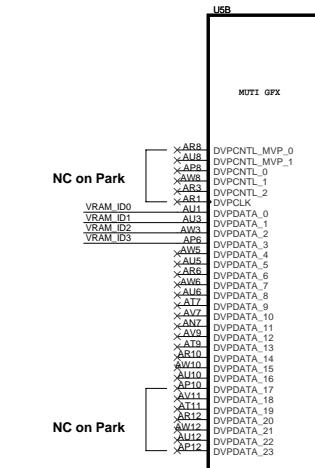 U5B
MUTI GFX
AR8 DVPCNTL_MVP_0
AU8 DVPCNTL_MVP_1
AP8 DVPCNTL_0
NC on Park AW8 DVPCNTL_1
AR3 DVPCNTL_2
AR1 DVPCLK
VRAM_ID0 AU1 DVPDATA_0
VRAM_ID1 AU3 DVPDATA_1
VRAM_ID2 AW3 DVPDATA_2
VRAM_ID3 AP6 DVPDATA_3
AW5 DVPDATA_4
AU5 DVPDATA_5
AR6 DVPDATA_6
AW6 DVPDATA_7
AU6 DVPDATA_8
AT7 DVPDATA_9
AV7 DVPDATA_10
AN7 DVPDATA_11
AV9 DVPDATA_12
AT9 DVPDATA_13
AR10 DVPDATA_14
AW10 DVPDATA_15
AU10 DVPDATA_16
AP10 DVPDATA_17
AV11 DVPDATA_18
AT11 DVPDATA_19
AR12 DVPDATA_20
NC on Park AW12 DVPDATA_21
AU12 DVPDATA_22
AP12 DVPDATA_23